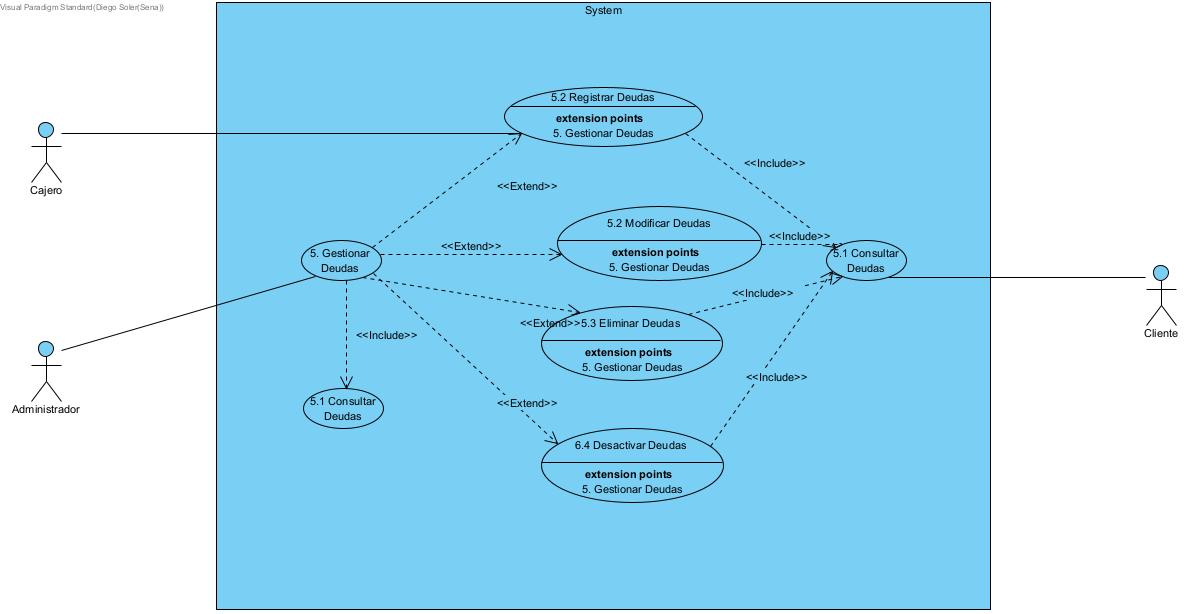 Visual Paradigm Standard(Diego Soler(Sena))
System
5.2 Registrar Deudas
extension points
5. Gestionar Deudas
Cajero
<<Include>>
<<Extend>>
5.2 Modificar Deudas
extension points
5. Gestionar Deudas
<<Extend>>
<<Include>>
5. Gestionar
Deudas
5.1 Consultar
Deudas
Cliente
<<Include>>
<<Extend>>
5.3 Eliminar Deudas
extension points
5. Gestionar Deudas
<<Include>>
Administrador
<<Include>>
5.1 Consultar
Deudas
<<Extend>>
6.4 Desactivar Deudas
extension points
5. Gestionar Deudas